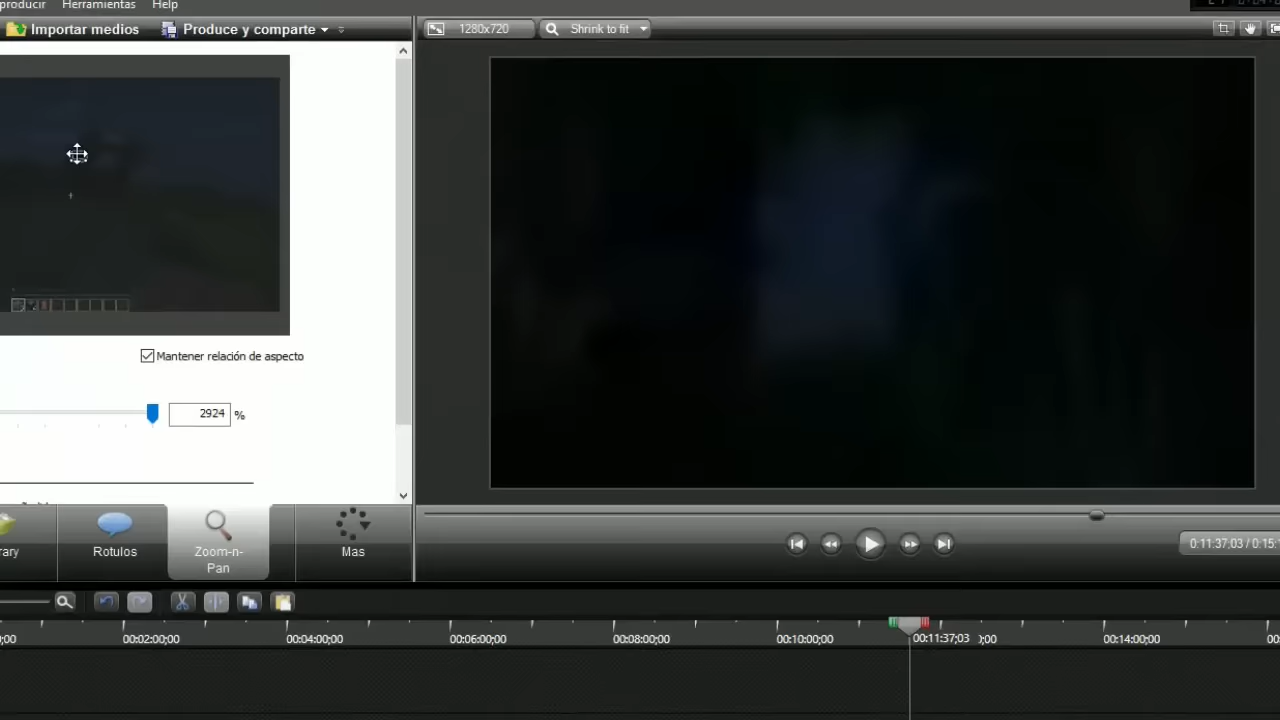 producir Herramientas Help
Importar medios Produce y comparte
1280x720 Shrink to fit
Mantener relación de aspecto
2924 %
rary Rotulos Zoom-n-
Pan Mas
0:11:37,03 / 0:15:
;00 00:02:00;00 00:04:00;00 00:06:00;00 00:08:00;00 00:10:00;00 00:11:37;03 );00 00:14:00;00 00: